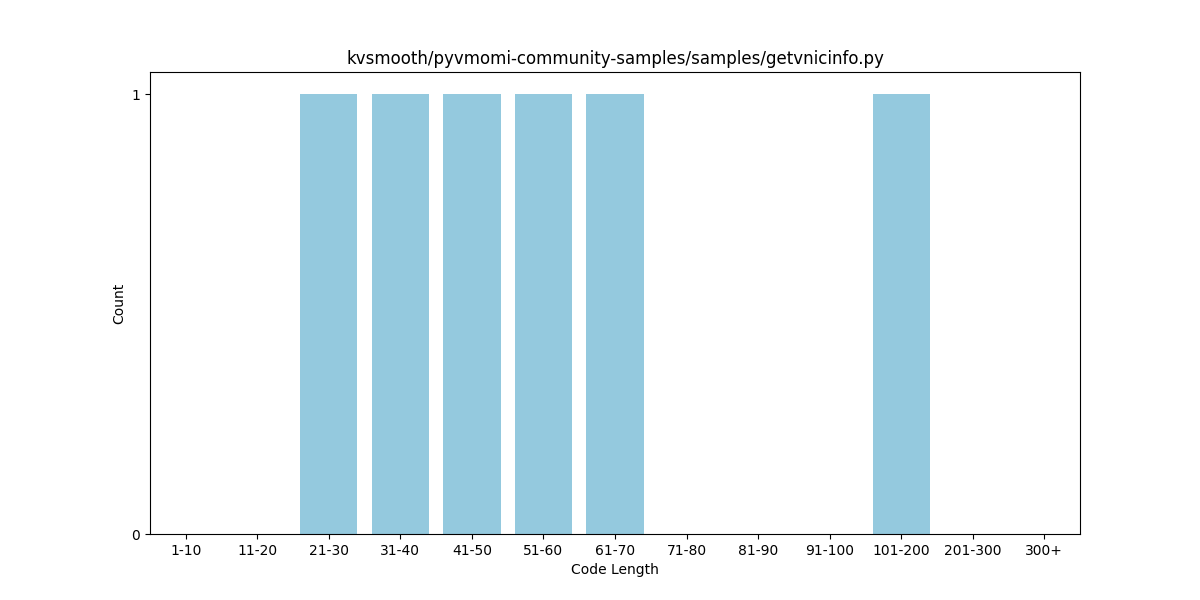 kvsmooth/pyvmomi-community-samples/samples/getvnicinfo.py
1
Count
0
1-10 11-20 21-30 31-40 41-50 51-60 61-70 71-80 81-90 91-100 101-200 201-300 300+
Code Length